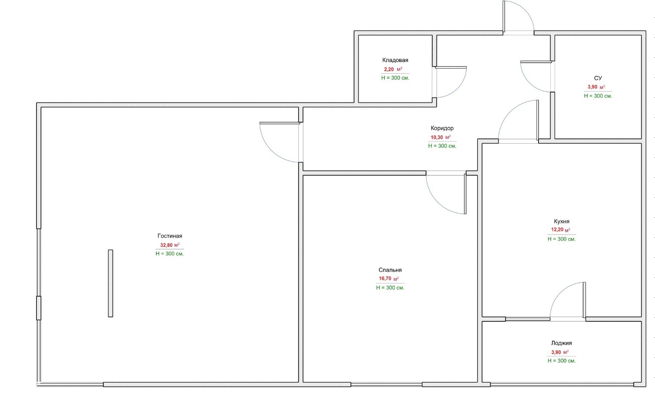 Кладовая
2,20 м²
H = 300 см.
СУ
3,90 м²
H = 300 см.
Коридор
10,30 м²
H = 300 см.
Гостиная
32,80 м²
H = 300 см.
Кухня
12,20 м²
H = 300 см.
Спальня
16,70 м²
H = 300 см.
Лоджия
3,90 м²
H = 300 см.